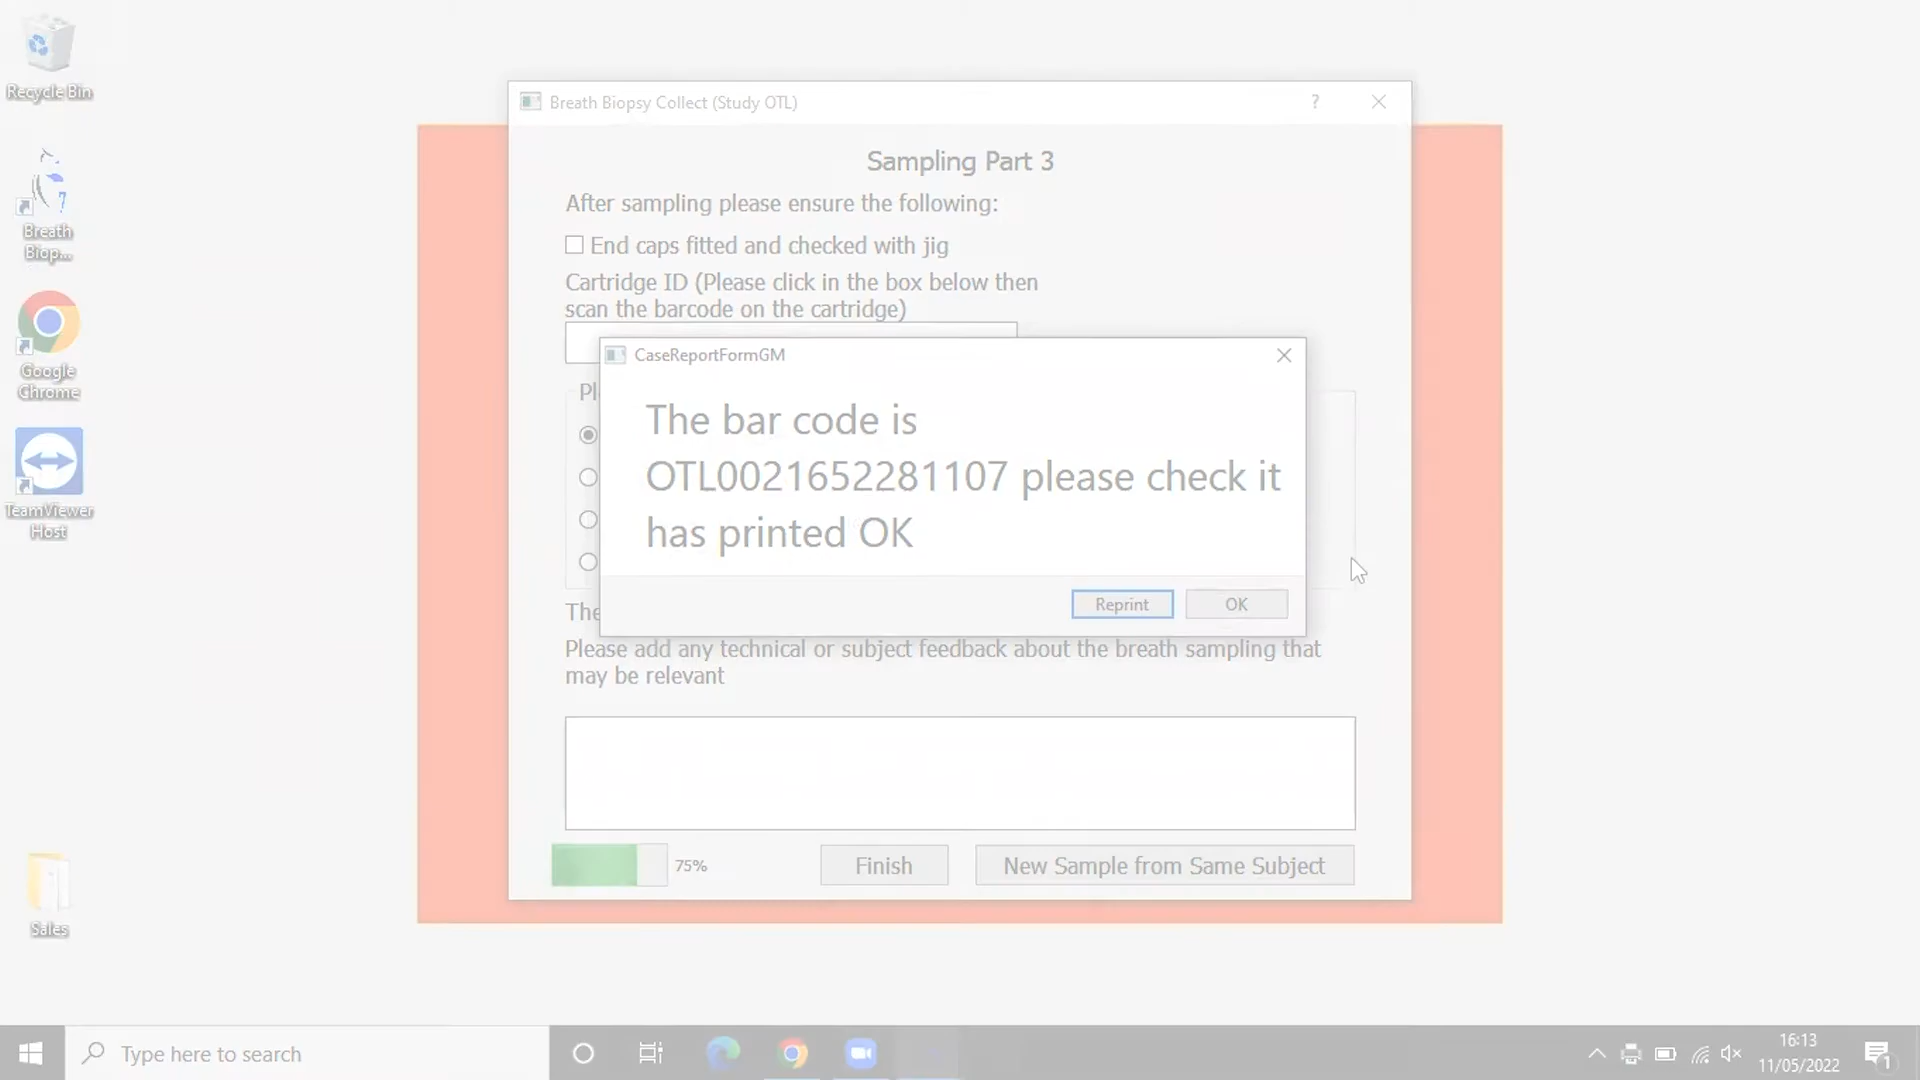 Recycle Bin
Breath
Biop...
Google
Chrome
TeamViewer
Host
Sales
Breath Biopsy Collect (Study OTL)
?
Sampling Part 3
After sampling please ensure the following:
End caps fitted and checked with jig
Cartridge ID (Please click in the box below then
scan the barcode on the cartridge)
Pl
CaseReportFormGM
The bar code is
OTL0021652281107 please check it
has printed OK
Reprint
OK
The
Please add any technical or subject feedback about the breath sampling that
may be relevant
75%
Finish
New Sample from Same Subject
Type here to search
16:13
11/05/2022
1